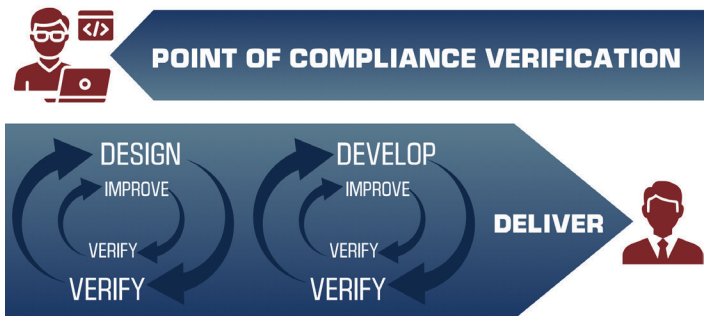 </>
POINT OF COMPLIANCE VERIFICATION
DESIGN
IMPROVE
VERIFY
VERIFY
DEVELOP
IMPROVE
VERIFY
VERIFY
DELIVER